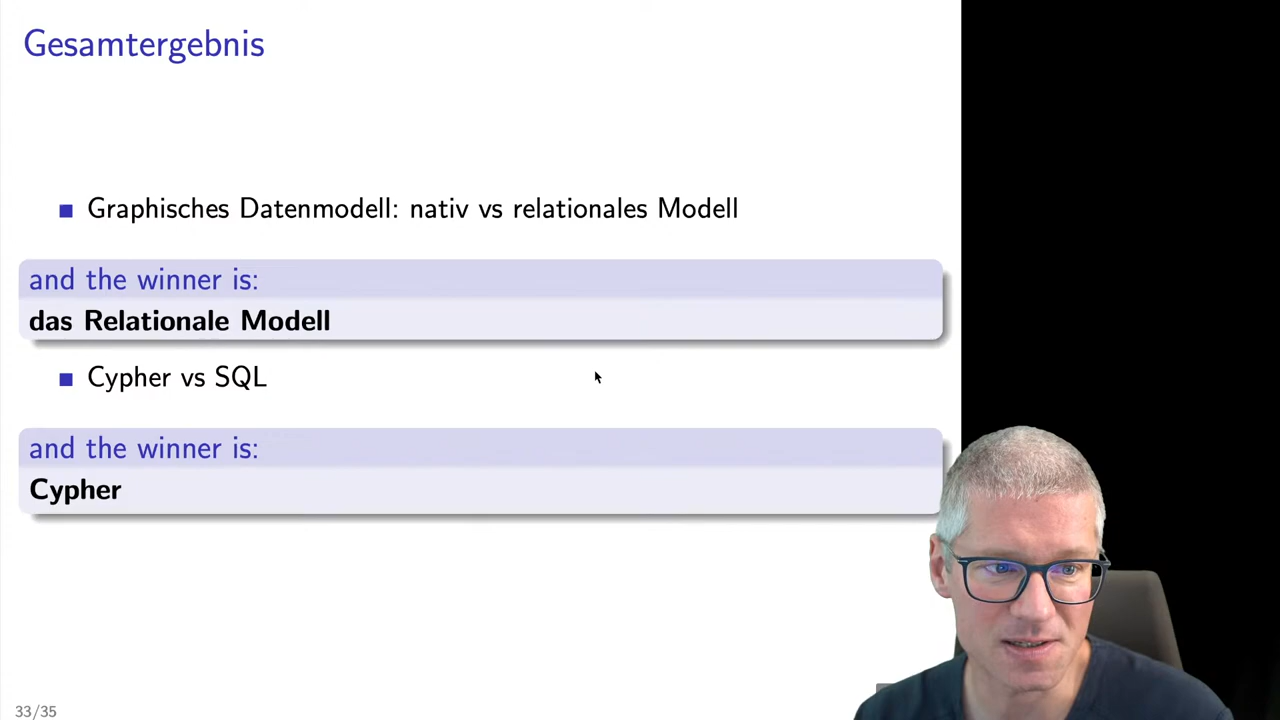 Gesamtergebnis
Graphisches Datenmodell: nativ vs relationales Modell
and the winner is:
das Relationale Modell
Cypher vs SQL
and the winner is:
Cypher
33/35